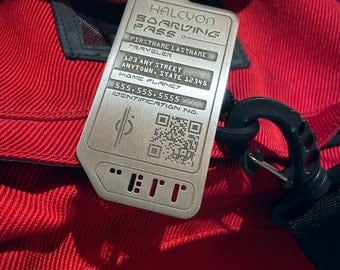 HALCYON
BOARDING
PASS
FIRSTNAME LASTNAME
TRAVELER
123 ANY STREET
ANYTOWN, STATE 12345
HOME PLANET
555.555.5555
IDENTIFICATION NO.